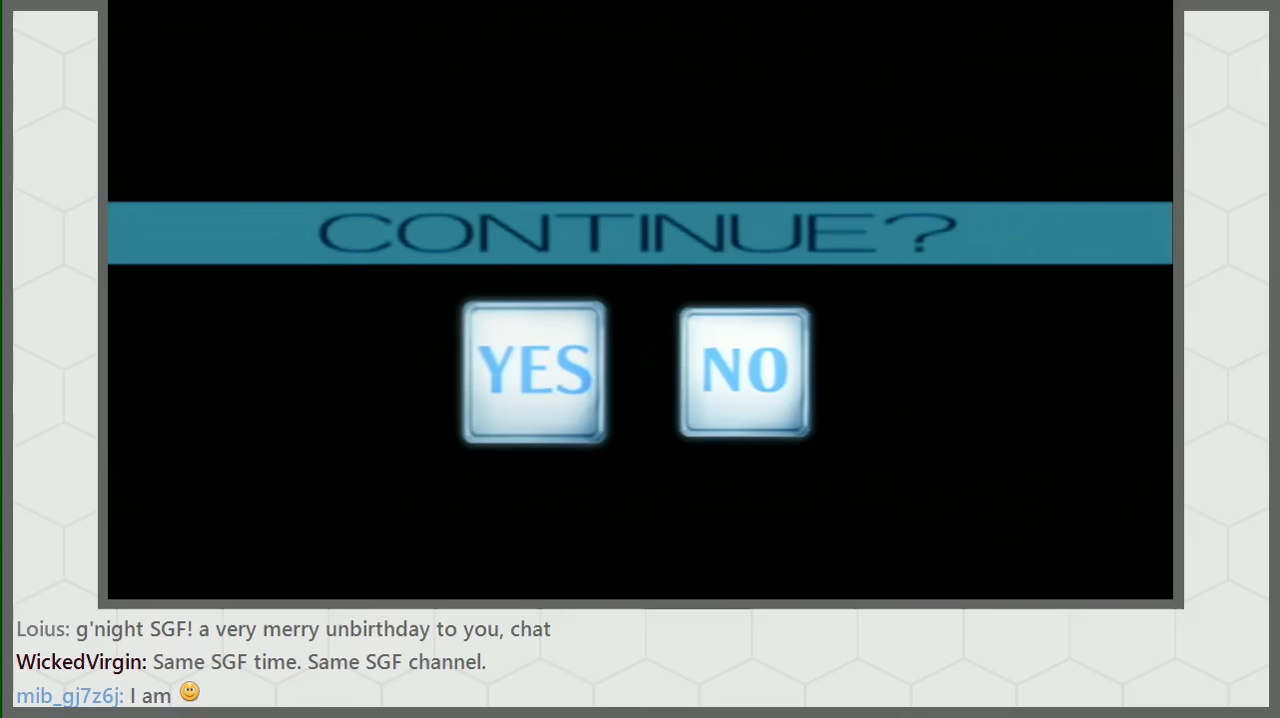 CONTINUE?
YES NO
Loius: g'night SGF! a very merry unbirthday to you, chat
WickedVirgin: Same SGF time. Same SGF channel.
mib_gj7z6j: I am